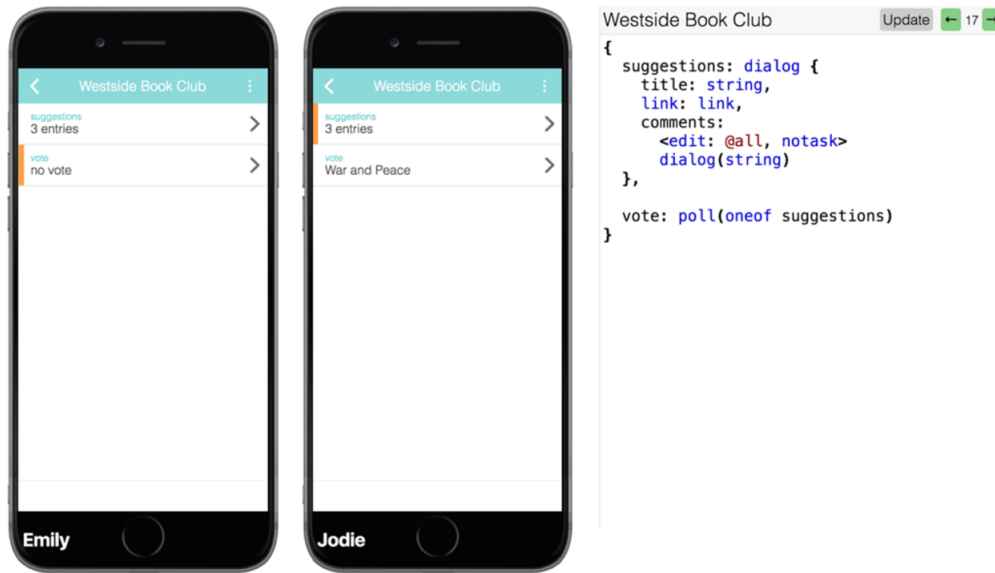 Westside Book Club
suggestions
3 entries
vote
no vote
Emily
Westside Book Club
suggestions
3 entries
vote
War and Peace
Jodie
Westside Book Club Update ← 17 →
{
suggestions: dialog {
title: string,
link: link,
comments:
<edit: @all, notask>
dialog(string)
},
vote: poll(oneof suggestions)
}